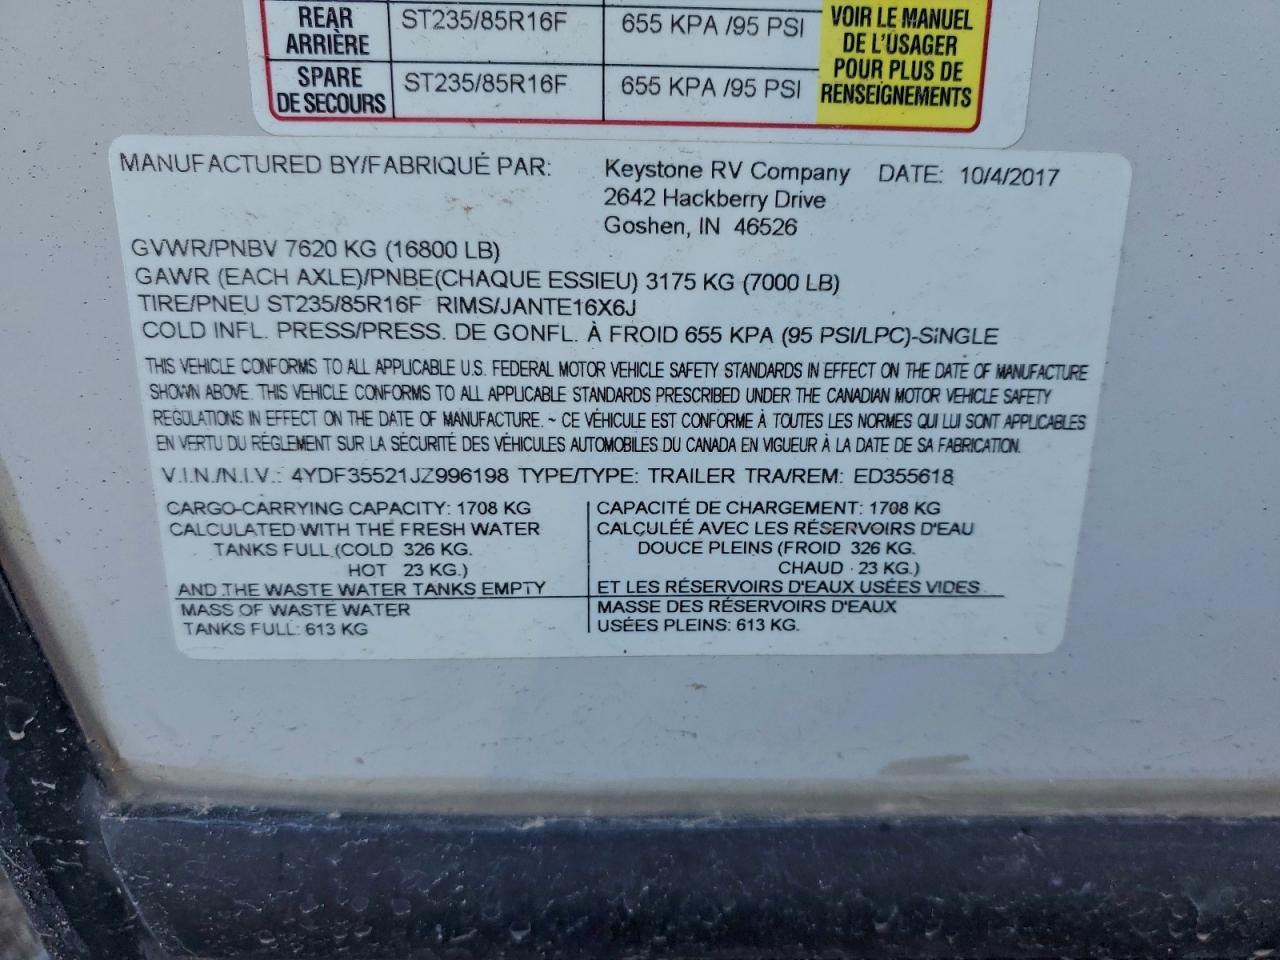 REAR ST235/85R16F 655 KPA /95 PSI VOIR LE MANUEL
ARRIÈRE DE L'USAGER
SPARE ST235/85R16F 655 KPA /95 PSI POUR PLUS DE
DE SECOURS RENSEIGNEMENTS
MANUFACTURED BY/FABRIQUÉ PAR: Keystone RV Company DATE: 10/4/2017
2642 Hackberry Drive
Goshen, IN 46526
GVWR/PNBV 7620 KG (16800 LB)
GAWR (EACH AXLE)/PNBE(CHAQUE ESSIEU) 3175 KG (7000 LB)
TIRE/PNEU ST235/85R16F RIMS/JANTE16X6J
COLD INFL. PRESS/PRESS. DE GONFL. À FROID 655 KPA (95 PSI/LPC)-SINGLE
THIS VEHICLE CONFORMS TO ALL APPLICABLE U.S. FEDERAL MOTOR VEHICLE SAFETY STANDARDS IN EFFECT ON THE DATE OF MANUFACTURE
SHOWN ABOVE. THIS VEHICLE CONFORMS TO ALL APPLICABLE STANDARDS PRESCRIBED UNDER THE CANADIAN MOTOR VEHICLE SAFETY
REGULATIONS IN EFFECT ON THE DATE OF MANUFACTURE. ~ CE VÉHICULE EST CONFORME À TOUTES LES NORMES QUI LUI SONT APPLICABLES
EN VERTU DU RÉGLEMENT SUR LA SÉCURITÉ DES VÉHICULES AUTOMOBILES DU CANADA EN VIGUEUR À LA DATE DE SA FABRICATION.
V.I.N./N.I.V.: 4YDF35521JZ996198 TYPE/TYPE: TRAILER TRA/REM: ED355618
CARGO-CARRYING CAPACITY: 1708 KG
CALCULATED WITH THE FRESH WATER
TANKS FULL (COLD 326 KG.
HOT 23 KG.)
AND THE WASTE WATER TANKS EMPTY
MASS OF WASTE WATER
TANKS FULL: 613 KG
CAPACITÉ DE CHARGEMENT: 1708 KG
CALCULÉE AVEC LES RÉSERVOIRS D'EAU
DOUCE PLEINS (FROID 326 KG.
CHAUD 23 KG.)
ET LES RÉSERVOIRS D'EAUX USÉES VIDES
MASSE DES RÉSERVOIRS D'EAUX
USÉES PLEINS: 613 KG.